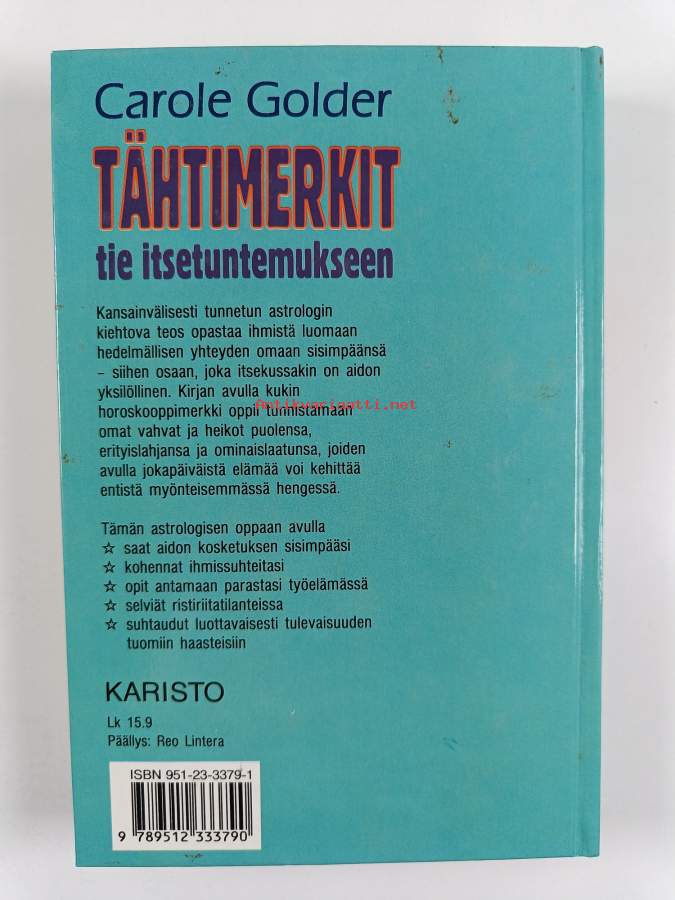 Carole Golder
TÄHTIMERKIT
tie itsetuntemukseen
Kansainvälisesti tunnetun astrologin
kiehtova teos opastaa ihmistä luomaan
hedelmällisen yhteyden omaan sisimpäänsä
– siihen osaan, joka itsekussakin on aidon
yksilöllinen. Kirjan avulla kukin
horoskooppimerkki oppii tunnistamaan
Antikvariaatti.net
omat vahvat ja heikot puolensa,
erityislahjansa ja ominaislaatunsa, joiden
avulla jokapäiväistä elämää voi kehittää
entistä myönteisemmässä hengessä.
Tämän astrologisen oppaan avulla
☆ saat aidon kosketuksen sisimpääsi
☆ kohennat ihmissuhteitasi
☆ opit antamaan parastasi työelämässä
☆ selviät ristiriitatilanteissa
☆ suhtaudut luottavaisesti tulevaisuuden
tuomiin haasteisiin
KARISTO
Lk 15.9
Päällys: Reo Lintera
ISBN 951-23-3379-1
9 789512 333790